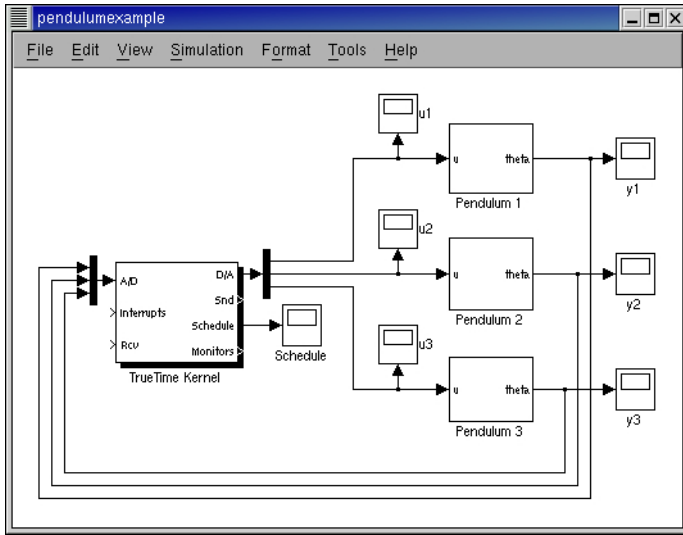 pendulumexample
File Edit View Simulation Format Tools Help
u1
u theta
Pendulum 1
y1
u2
u theta
Pendulum 2
y2
A/D D/A
Snd
Interrupts
Schedule
Rcv
Monitors
TrueTime Kernel
Schedule
u3
u theta
Pendulum 3
y3